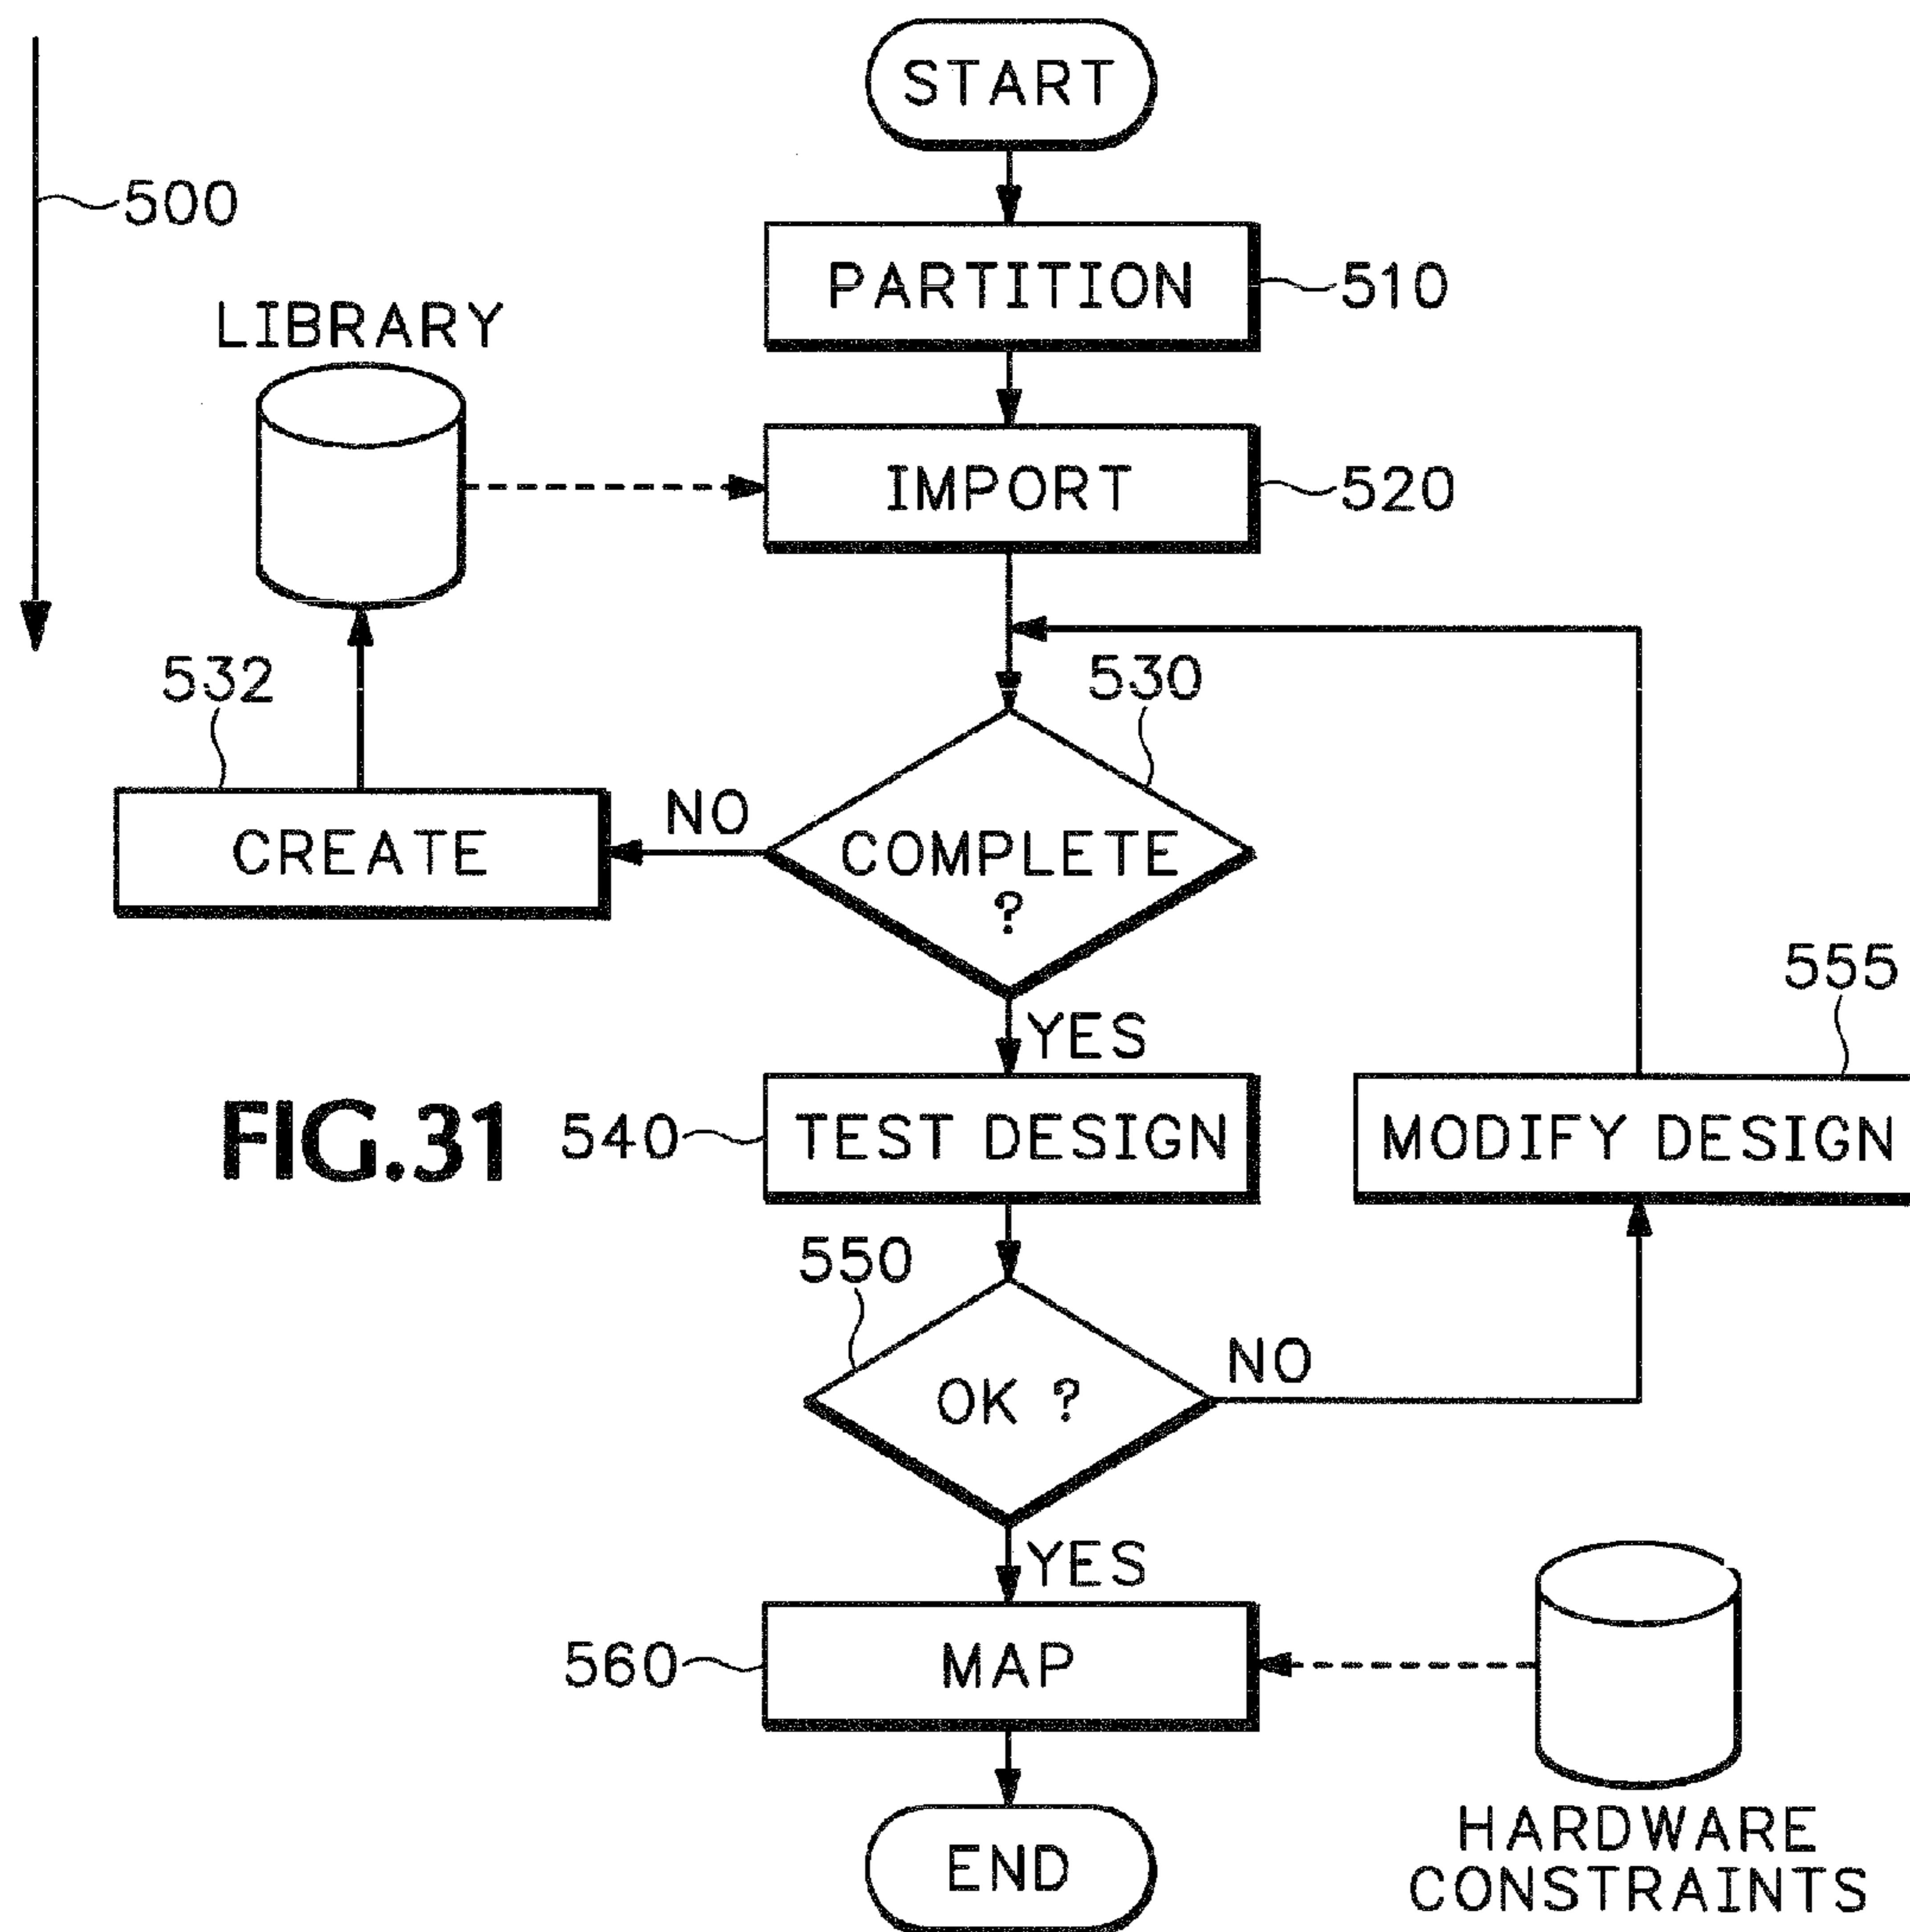 START
500
PARTITION
510
LIBRARY
IMPORT
520
532
530
CREATE
NO
COMPLETE
?
555
YES
FIG.31
540
TEST DESIGN
MODIFY DESIGN
550
OK ?
NO
YES
560
MAP
END
HARDWARE
CONSTRAINTS